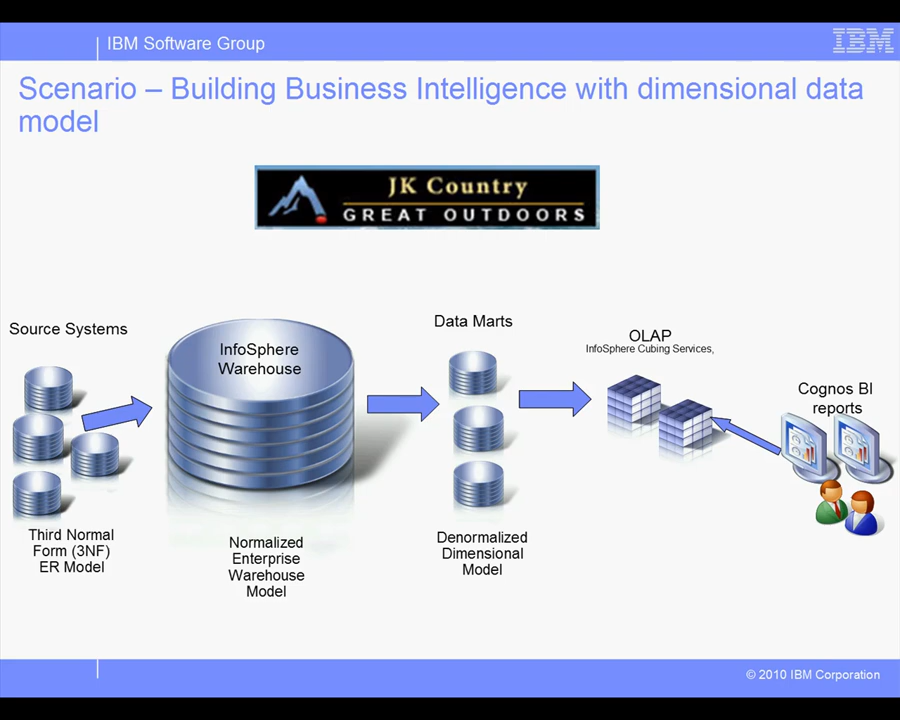 IBM Software Group
IBM
Scenario – Building Business Intelligence with dimensional data
model
JK Country
GREAT OUTDOORS
Source Systems
InfoSphere
Warehouse
Data Marts
OLAP
InfoSphere Cubing Services,
Cognos BI
reports
Third Normal
Form (3NF)
ER Model
Normalized
Enterprise
Warehouse
Model
Denormalized
Dimensional
Model
© 2010 IBM Corporation